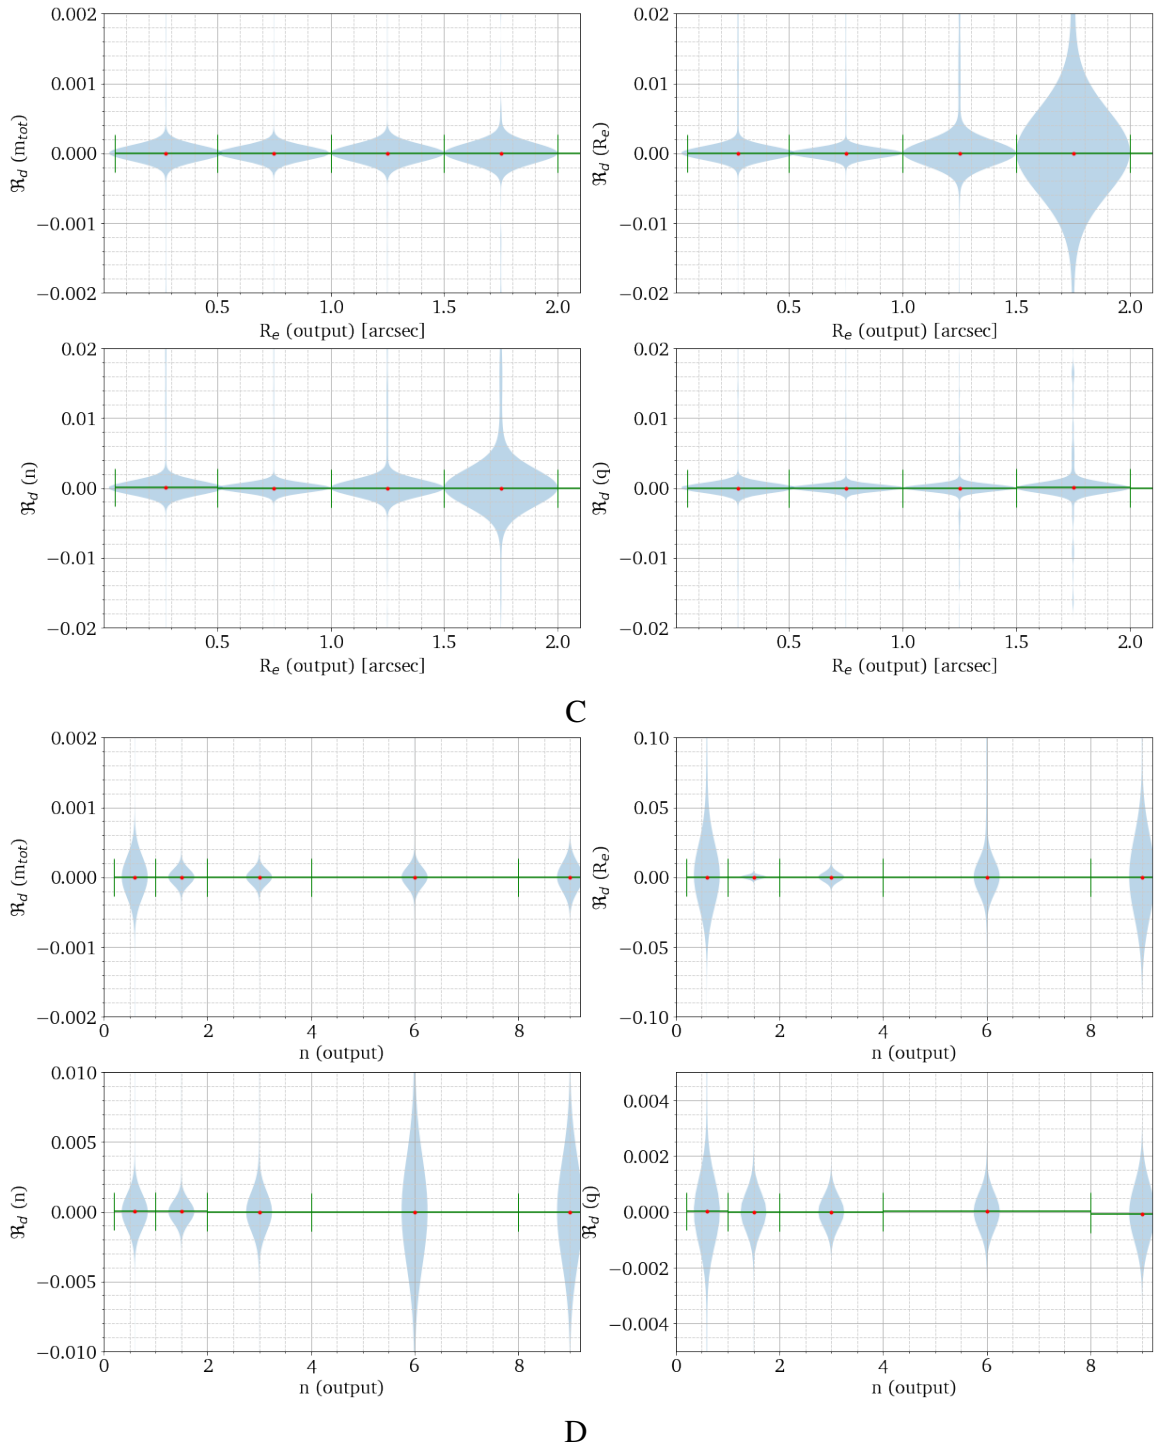 0.002
0.001
0.000
−0.001
−0.002
ℜd (mtot)
0.5 1.0 1.5 2.0
Re (output) [arcsec]
0.02
0.01
0.00
−0.01
−0.02
ℜd (Re)
0.5 1.0 1.5 2.0
Re (output) [arcsec]
0.02
0.01
0.00
−0.01
−0.02
ℜd (n)
0.5 1.0 1.5 2.0
Re (output) [arcsec]
0.02
0.01
0.00
−0.01
−0.02
ℜd (q)
0.5 1.0 1.5 2.0
Re (output) [arcsec]
C
0.002
0.001
0.000
−0.001
−0.002
ℜd (mtot)
0 2 4 6 8
n (output)
0.10
0.05
0.00
−0.05
−0.10
ℜd (Re)
0 2 4 6 8
n (output)
0.010
0.005
0.000
−0.005
−0.010
ℜd (n)
0 2 4 6 8
n (output)
0.004
0.002
0.000
−0.002
−0.004
ℜd (q)
0 2 4 6 8
n (output)
D